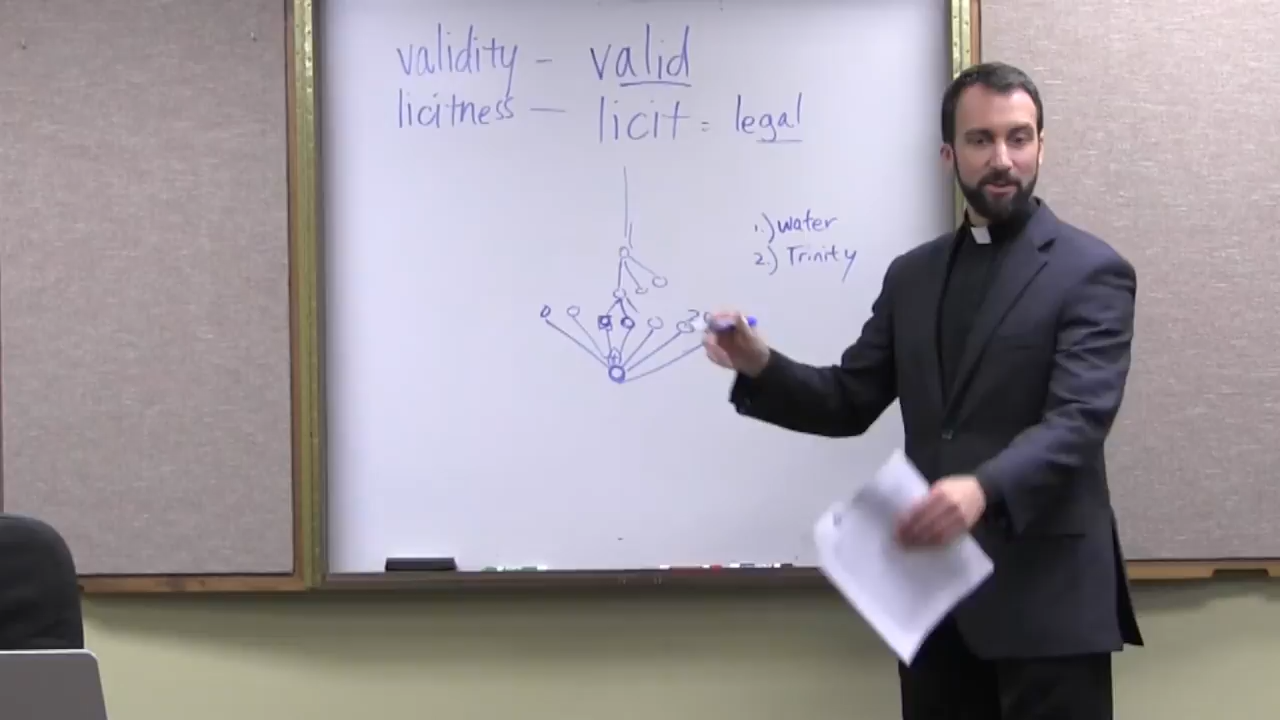 validity - valid
licitness - licit = legal
1.) water
2.) Trinity